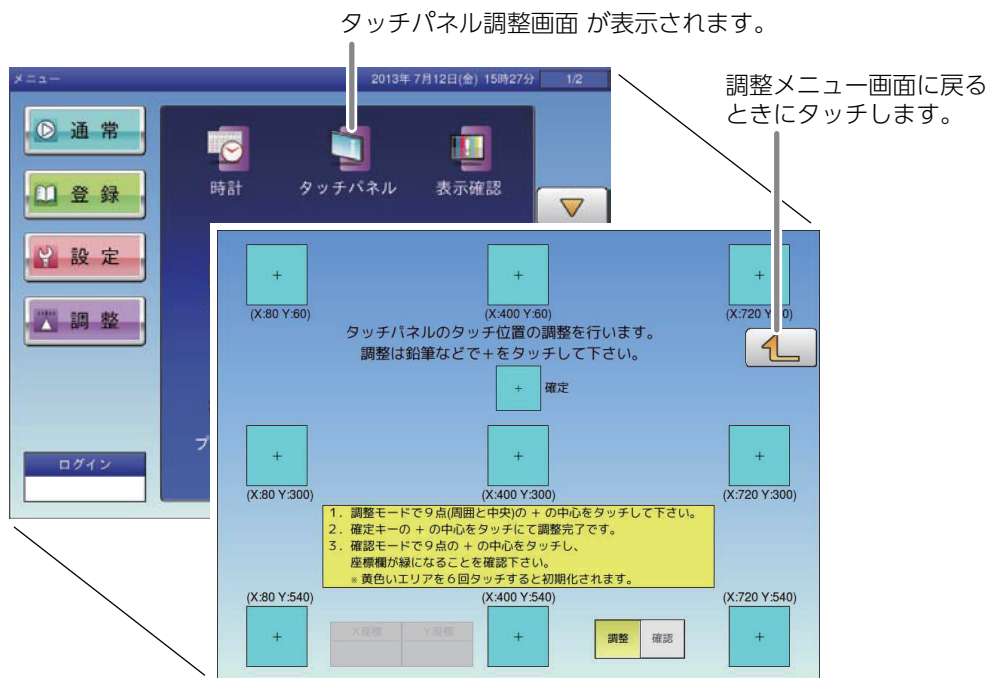 タッチパネル調整画面 が表示されます。
調整メニュー画面に戻る
ときにタッチします。
メニュー
2013年 7月12日(金) 15時27分
1/2
通 常
登 録
設 定
調 整
時計
タッチパネル
表示確認
プ
ログイン
+
+
+
(X:80 Y:60)
(X:400 Y:60)
(X:720 Y: 0)
タッチパネルのタッチ位置の調整を行います。
調整は鉛筆などで+をタッチして下さい。
+ 確定
+
+
+
(X:80 Y:300)
(X:400 Y:300)
(X:720 Y:300)
1. 調整モードで9点(周囲と中央)の + の中心をタッチして下さい。
2. 確定キーの + の中心をタッチにて調整完了です。
3. 確認モードで9点の + の中心をタッチし、
座標欄が緑になることを確認下さい。
※ 黄色いエリアを6回タッチすると初期化されます。
(X:80 Y:540)
(X:400 Y:540)
(X:720 Y:540)
+
X座標
Y座標
+
調整
確認
+